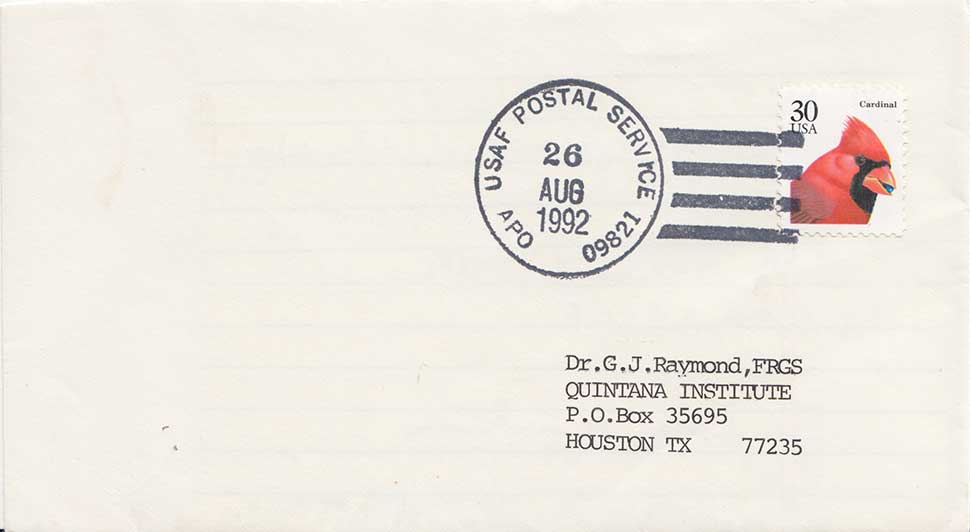 USAF POSTAL SERVICE
26
AUG
1992
APO 09821
30
USA
Cardinal
Dr.G.J.Raymond,FRGS
QUINTANA INSTITUTE
P.O.Box 35695
HOUSTON TX 77235